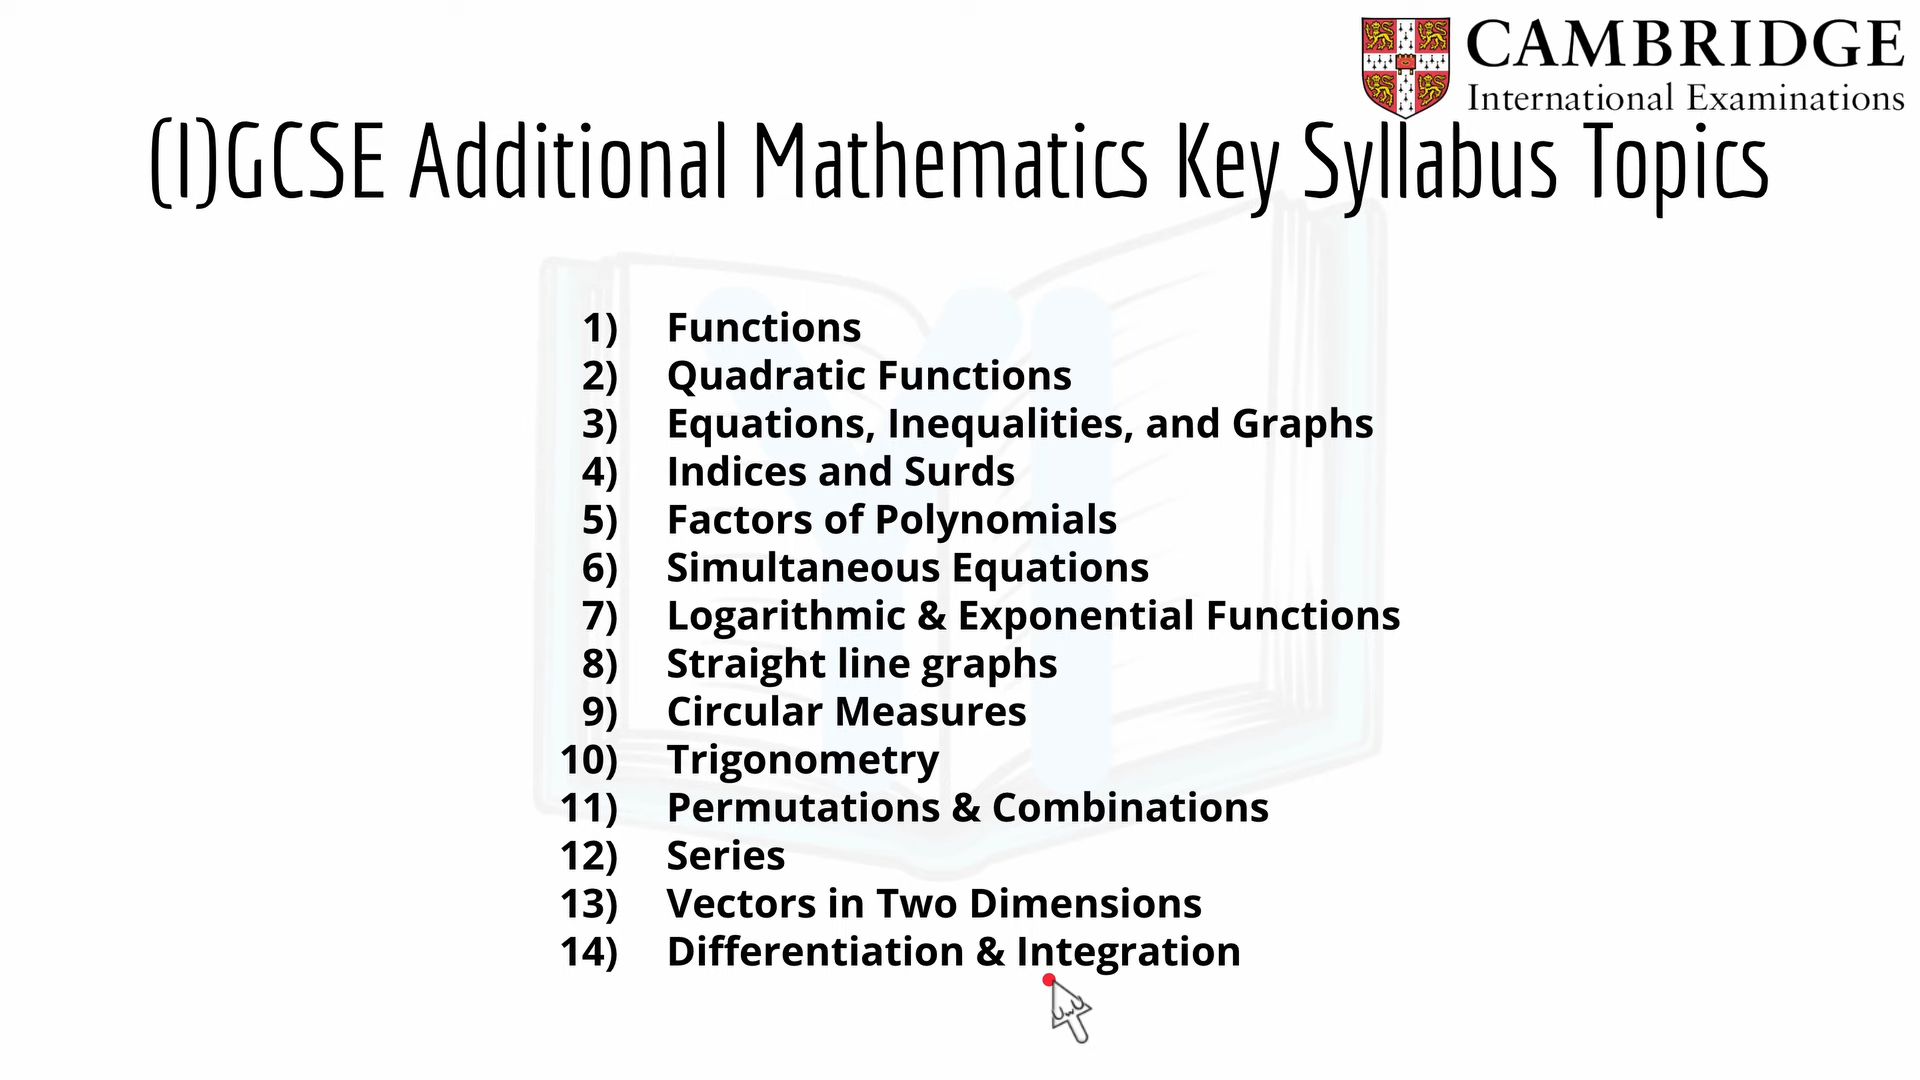 CAMBRIDGE
International Examinations
(I)GCSE Additional Mathematics Key Syllabus Topics
1) Functions
2) Quadratic Functions
3) Equations, Inequalities, and Graphs
4) Indices and Surds
5) Factors of Polynomials
6) Simultaneous Equations
7) Logarithmic & Exponential Functions
8) Straight line graphs
9) Circular Measures
10) Trigonometry
11) Permutations & Combinations
12) Series
13) Vectors in Two Dimensions
14) Differentiation & Integration
YI
UwU